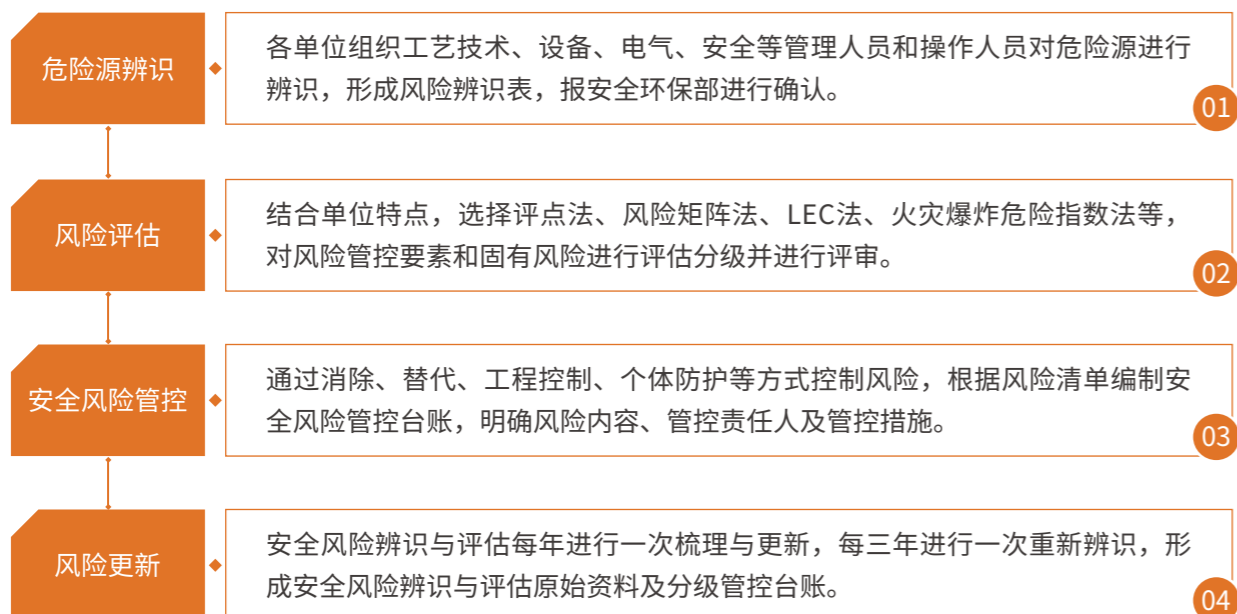 危险源辨识
各单位组织工艺技术、设备、电气、安全等管理人员和操作人员对危险源进行
辨识，形成风险辨识表，报安全环保部进行确认。
01
风险评估
结合单位特点，选择评点法、风险矩阵法、LEC法、火灾爆炸危险指数法等，
对风险管控要素和固有风险进行评估分级并进行评审。
02
安全风险管控
通过消除、替代、工程控制、个体防护等方式控制风险，根据风险清单编制安
全风险管控台账，明确风险内容、管控责任人及管控措施。
03
风险更新
安全风险辨识与评估每年进行一次梳理与更新，每三年进行一次重新辨识，形
成安全风险辨识与评估原始资料及分级管控台账。
04